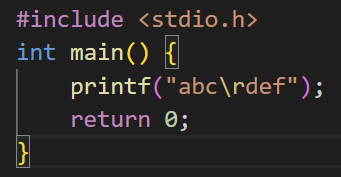 #include <stdio.h>
int main() {
    printf("abc\rdef");
    return 0;
}